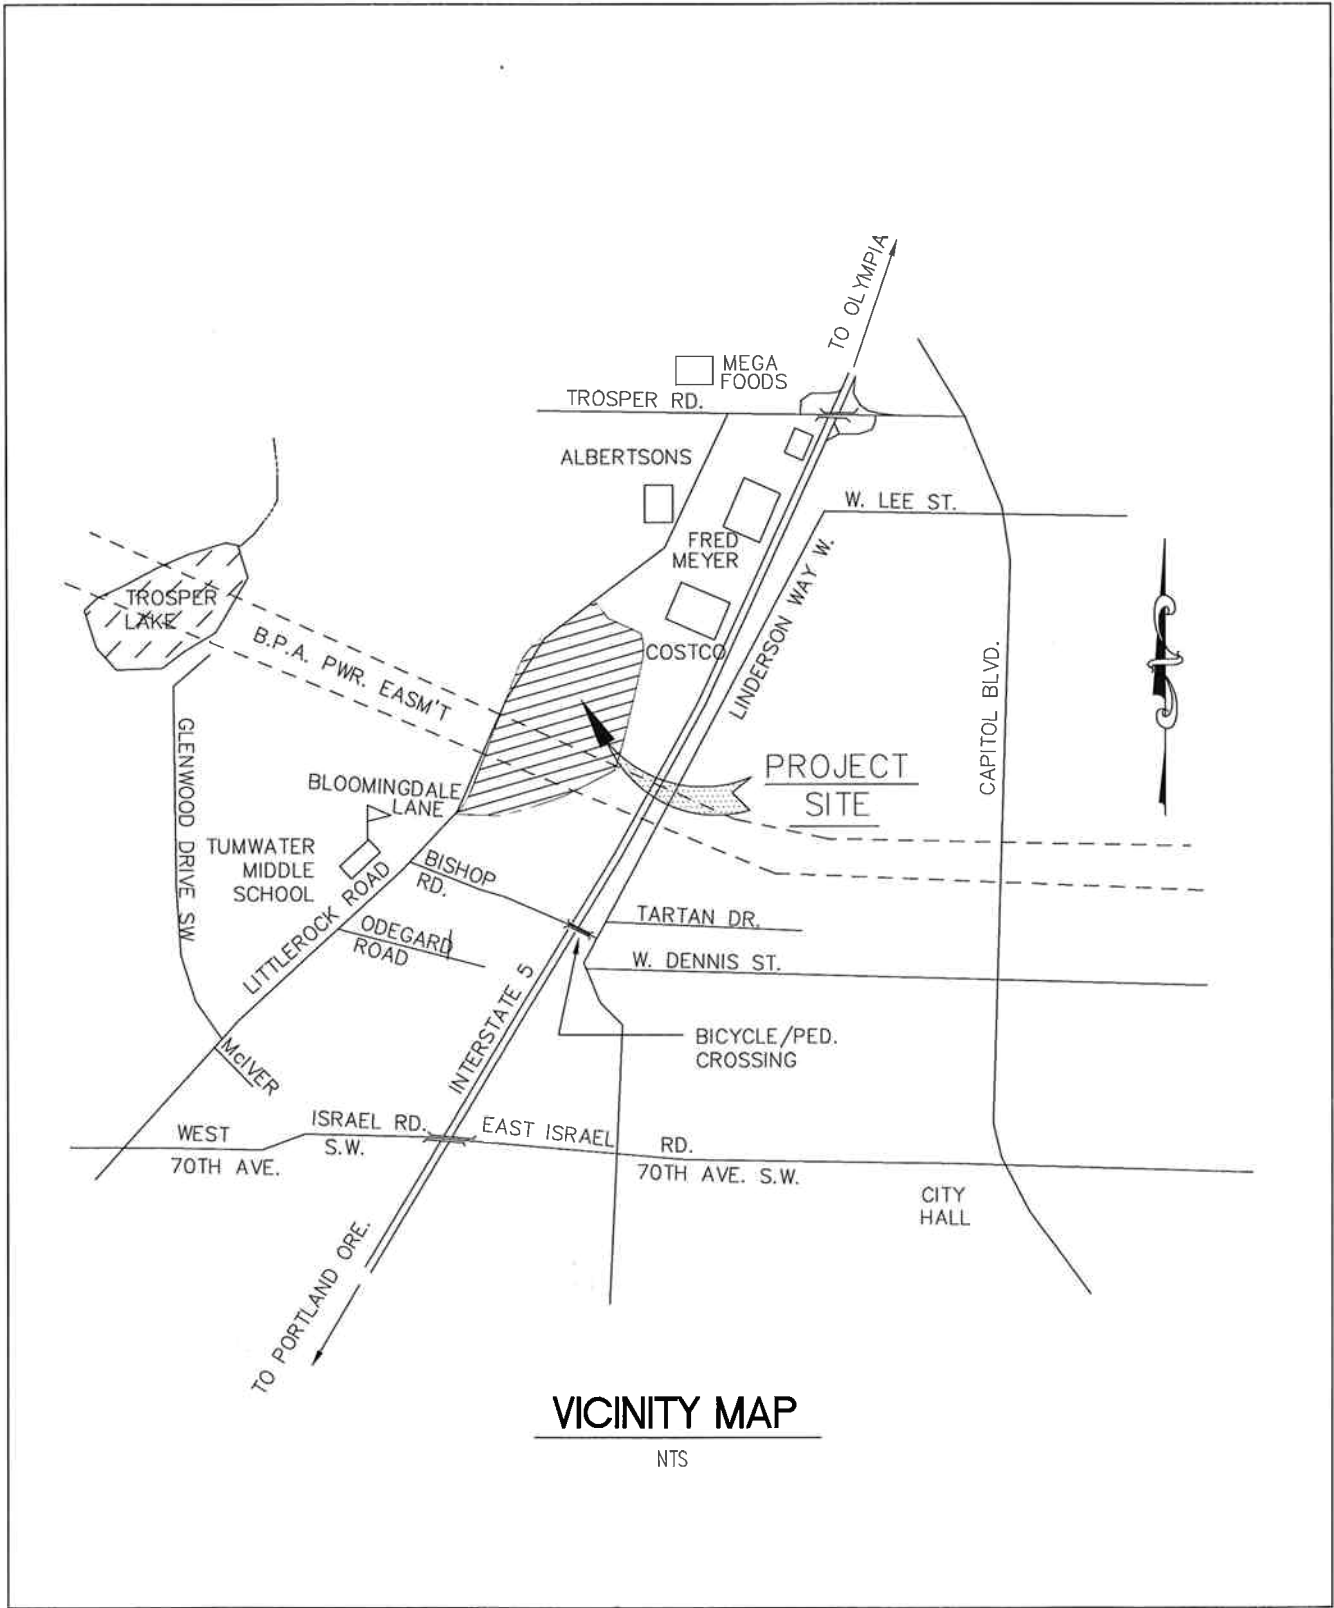 TO OLYMPIA
MEGA
FOODS
TROSPER RD.
ALBERTSONS
W. LEE ST.
FRED
MEYER
TROSPER
LAKE
B.P.A. PWR. EASM'T
COSTCO
LINDERSON WAY W.
CAPITOL BLVD.
GLENWOOD DRIVE SW
PROJECT
SITE
BLOOMINGDALE
LANE
TUMWATER
MIDDLE
SCHOOL
BISHOP
RD.
LITTLEROCK ROAD
ODEGARD
ROAD
TARTAN DR.
W. DENNIS ST.
INTERSTATE 5
BICYCLE/PED.
CROSSING
McIVER
WEST
70TH AVE.
ISRAEL RD.
S.W.
EAST ISRAEL
RD.
70TH AVE. S.W.
CITY
HALL
TO PORTLAND ORE.
VICINITY MAP
NTS